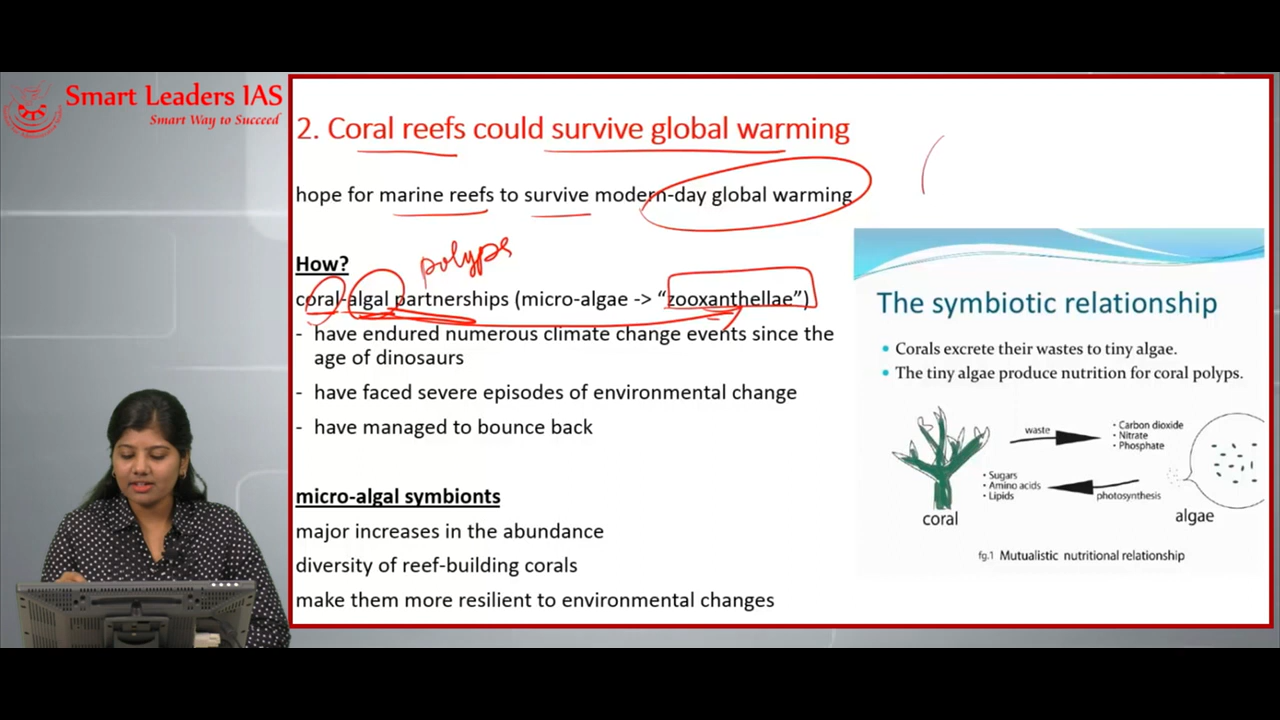 Smart Leaders IAS
Smart Way to Succeed
2. Coral reefs could survive global warming
hope for marine reefs to survive modern-day global warming
polyps
How?
coral-algal partnerships (micro-algae -> “zooxanthellae”)
- have endured numerous climate change events since the
age of dinosaurs
- have faced severe episodes of environmental change
- have managed to bounce back
micro-algal symbionts
major increases in the abundance
diversity of reef-building corals
make them more resilient to environmental changes
The symbiotic relationship
• Corals excrete their wastes to tiny algae.
• The tiny algae produce nutrition for coral polyps.
waste
• Carbon dioxide
• Nitrate
• Phosphate
• Sugars
• Amino acids
• Lipids
photosynthesis
coral
algae
fg.1 Mutualistic nutritional relationship